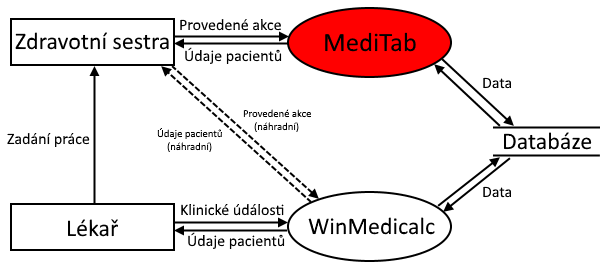 Provedené akce
Zdravotní sestra
MediTab
Údaje pacientů
Data
Provedené akce
(náhradní)
Údaje pacientů
(náhradní)
Zadání práce
Databáze
Data
Klinické události
Lékař
WinMedicalc
Údaje pacientů